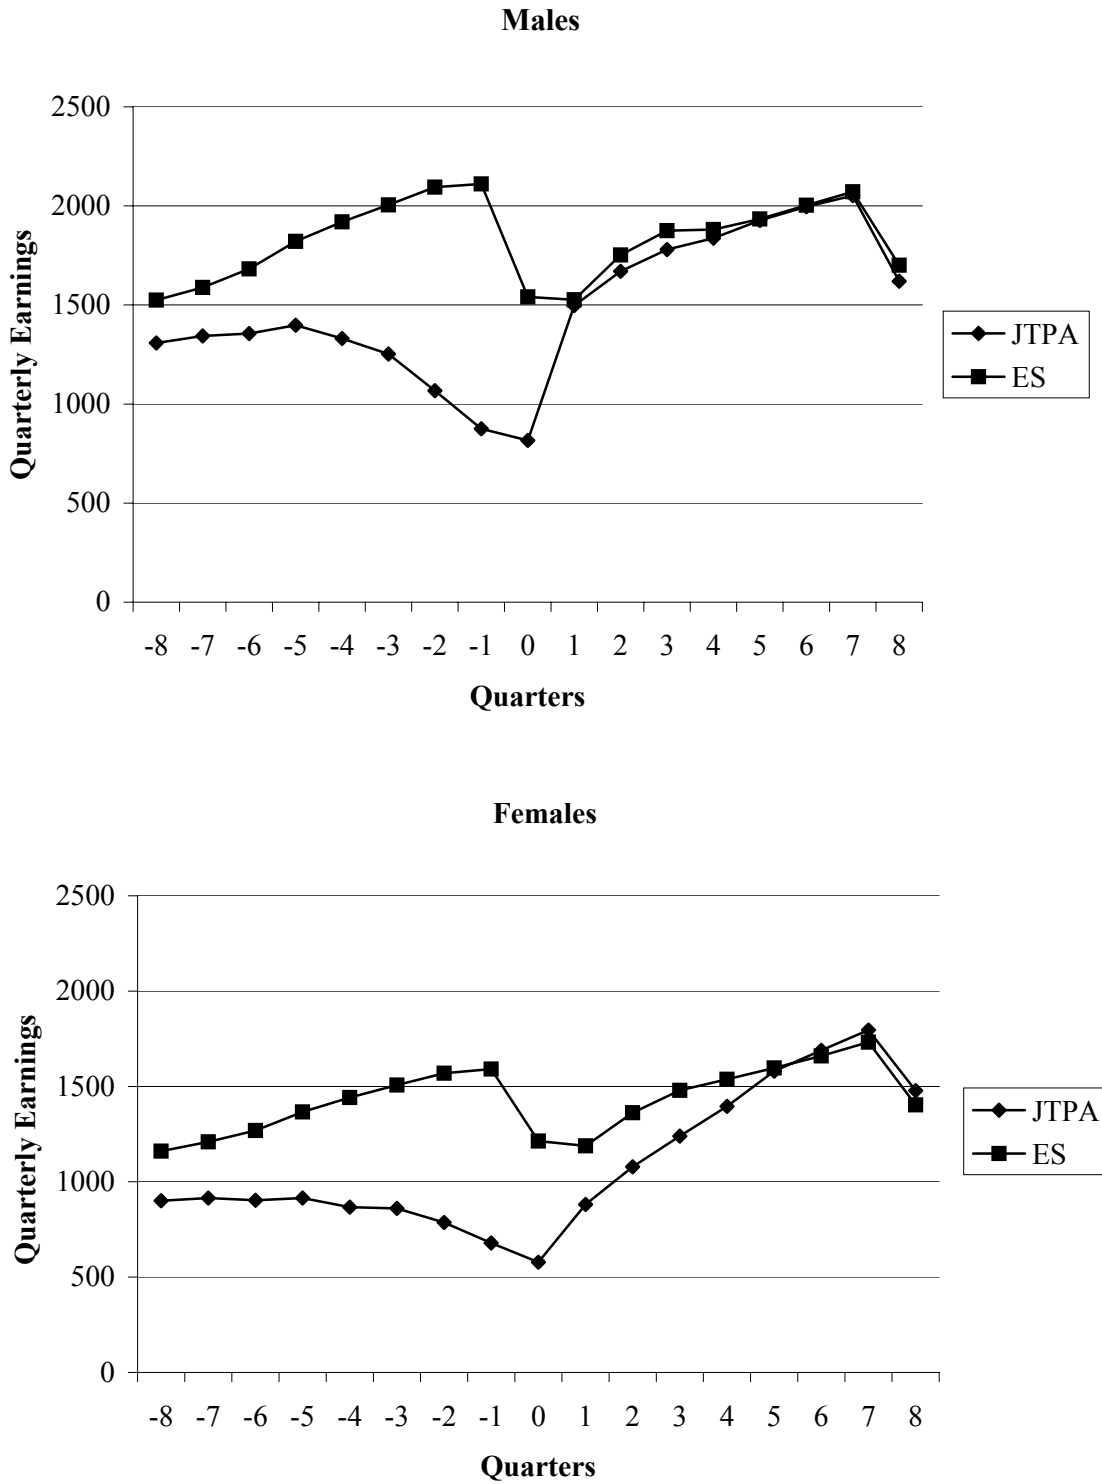 Males
2500
2000
1500
1000
500
0
Quarterly Earnings
-8 -7 -6 -5 -4 -3 -2 -1 0 1 2 3 4 5 6 7 8
Quarters
JTPA
ES
Females
2500
2000
1500
1000
500
0
Quarterly Earnings
-8 -7 -6 -5 -4 -3 -2 -1 0 1 2 3 4 5 6 7 8
Quarters
JTPA
ES